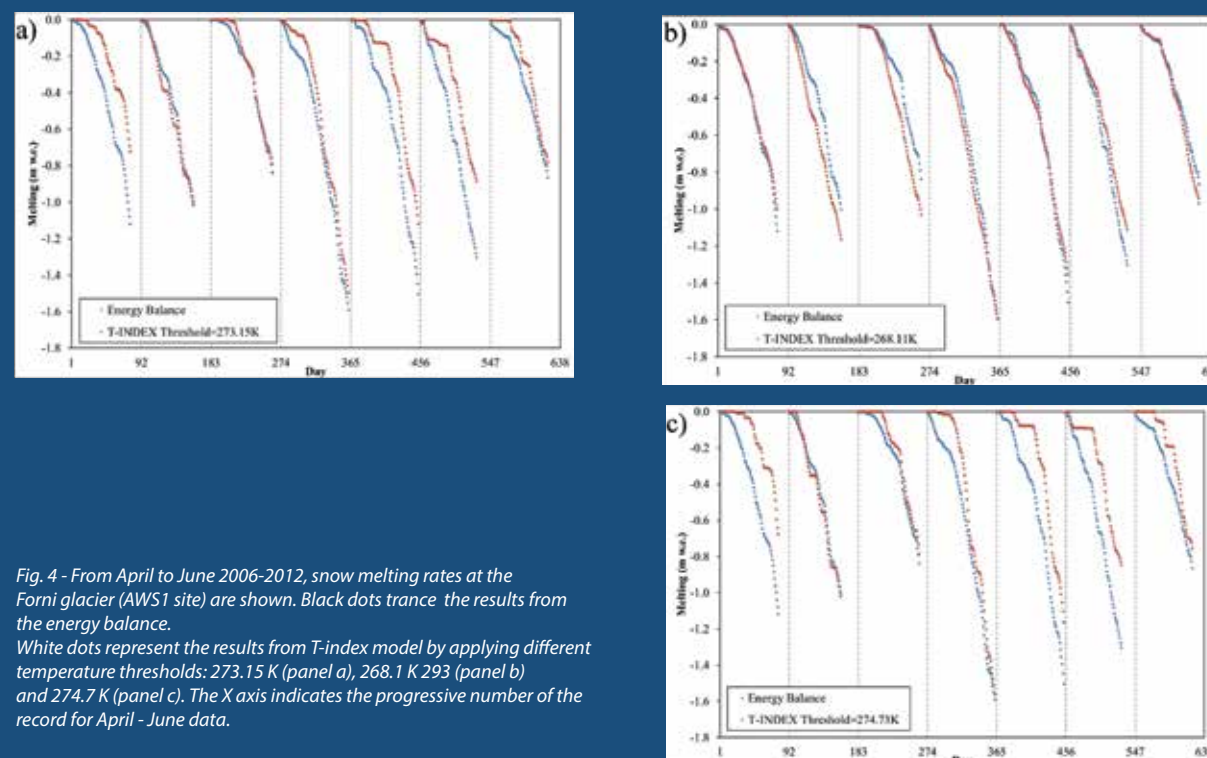 a)
0.0
-0.2
-0.4
-0.6
-0.8
-1.0
-1.2
-1.4
-1.6
-1.8
Melting (m w.e.)
Energy Balance
T-INDEX Threshold=273.15K
1 92 183 274 365 456 547 638
Day
b)
0.0
-0.2
-0.4
-0.6
-0.8
-1.0
-1.2
-1.4
-1.6
-1.8
Melting (m w.e.)
Energy Balance
T-INDEX Threshold=268.11K
1 92 183 274 365 456 547
Day
c)
0.0
-0.2
-0.4
-0.6
-0.8
-1.0
-1.2
-1.4
-1.6
-1.8
Melting (m w.e.)
Energy Balance
T-INDEX Threshold=274.73K
1 92 183 274 365 456 547
Fig. 4 - From April to June 2006-2012, snow melting rates at the
Forni glacier (AWS1 site) are shown. Black dots trance the results from
the energy balance.
White dots represent the results from T-index model by applying different
temperature thresholds: 273.15 K (panel a), 268.1 K 293 (panel b)
and 274.7 K (panel c). The X axis indicates the progressive number of the
record for April - June data.